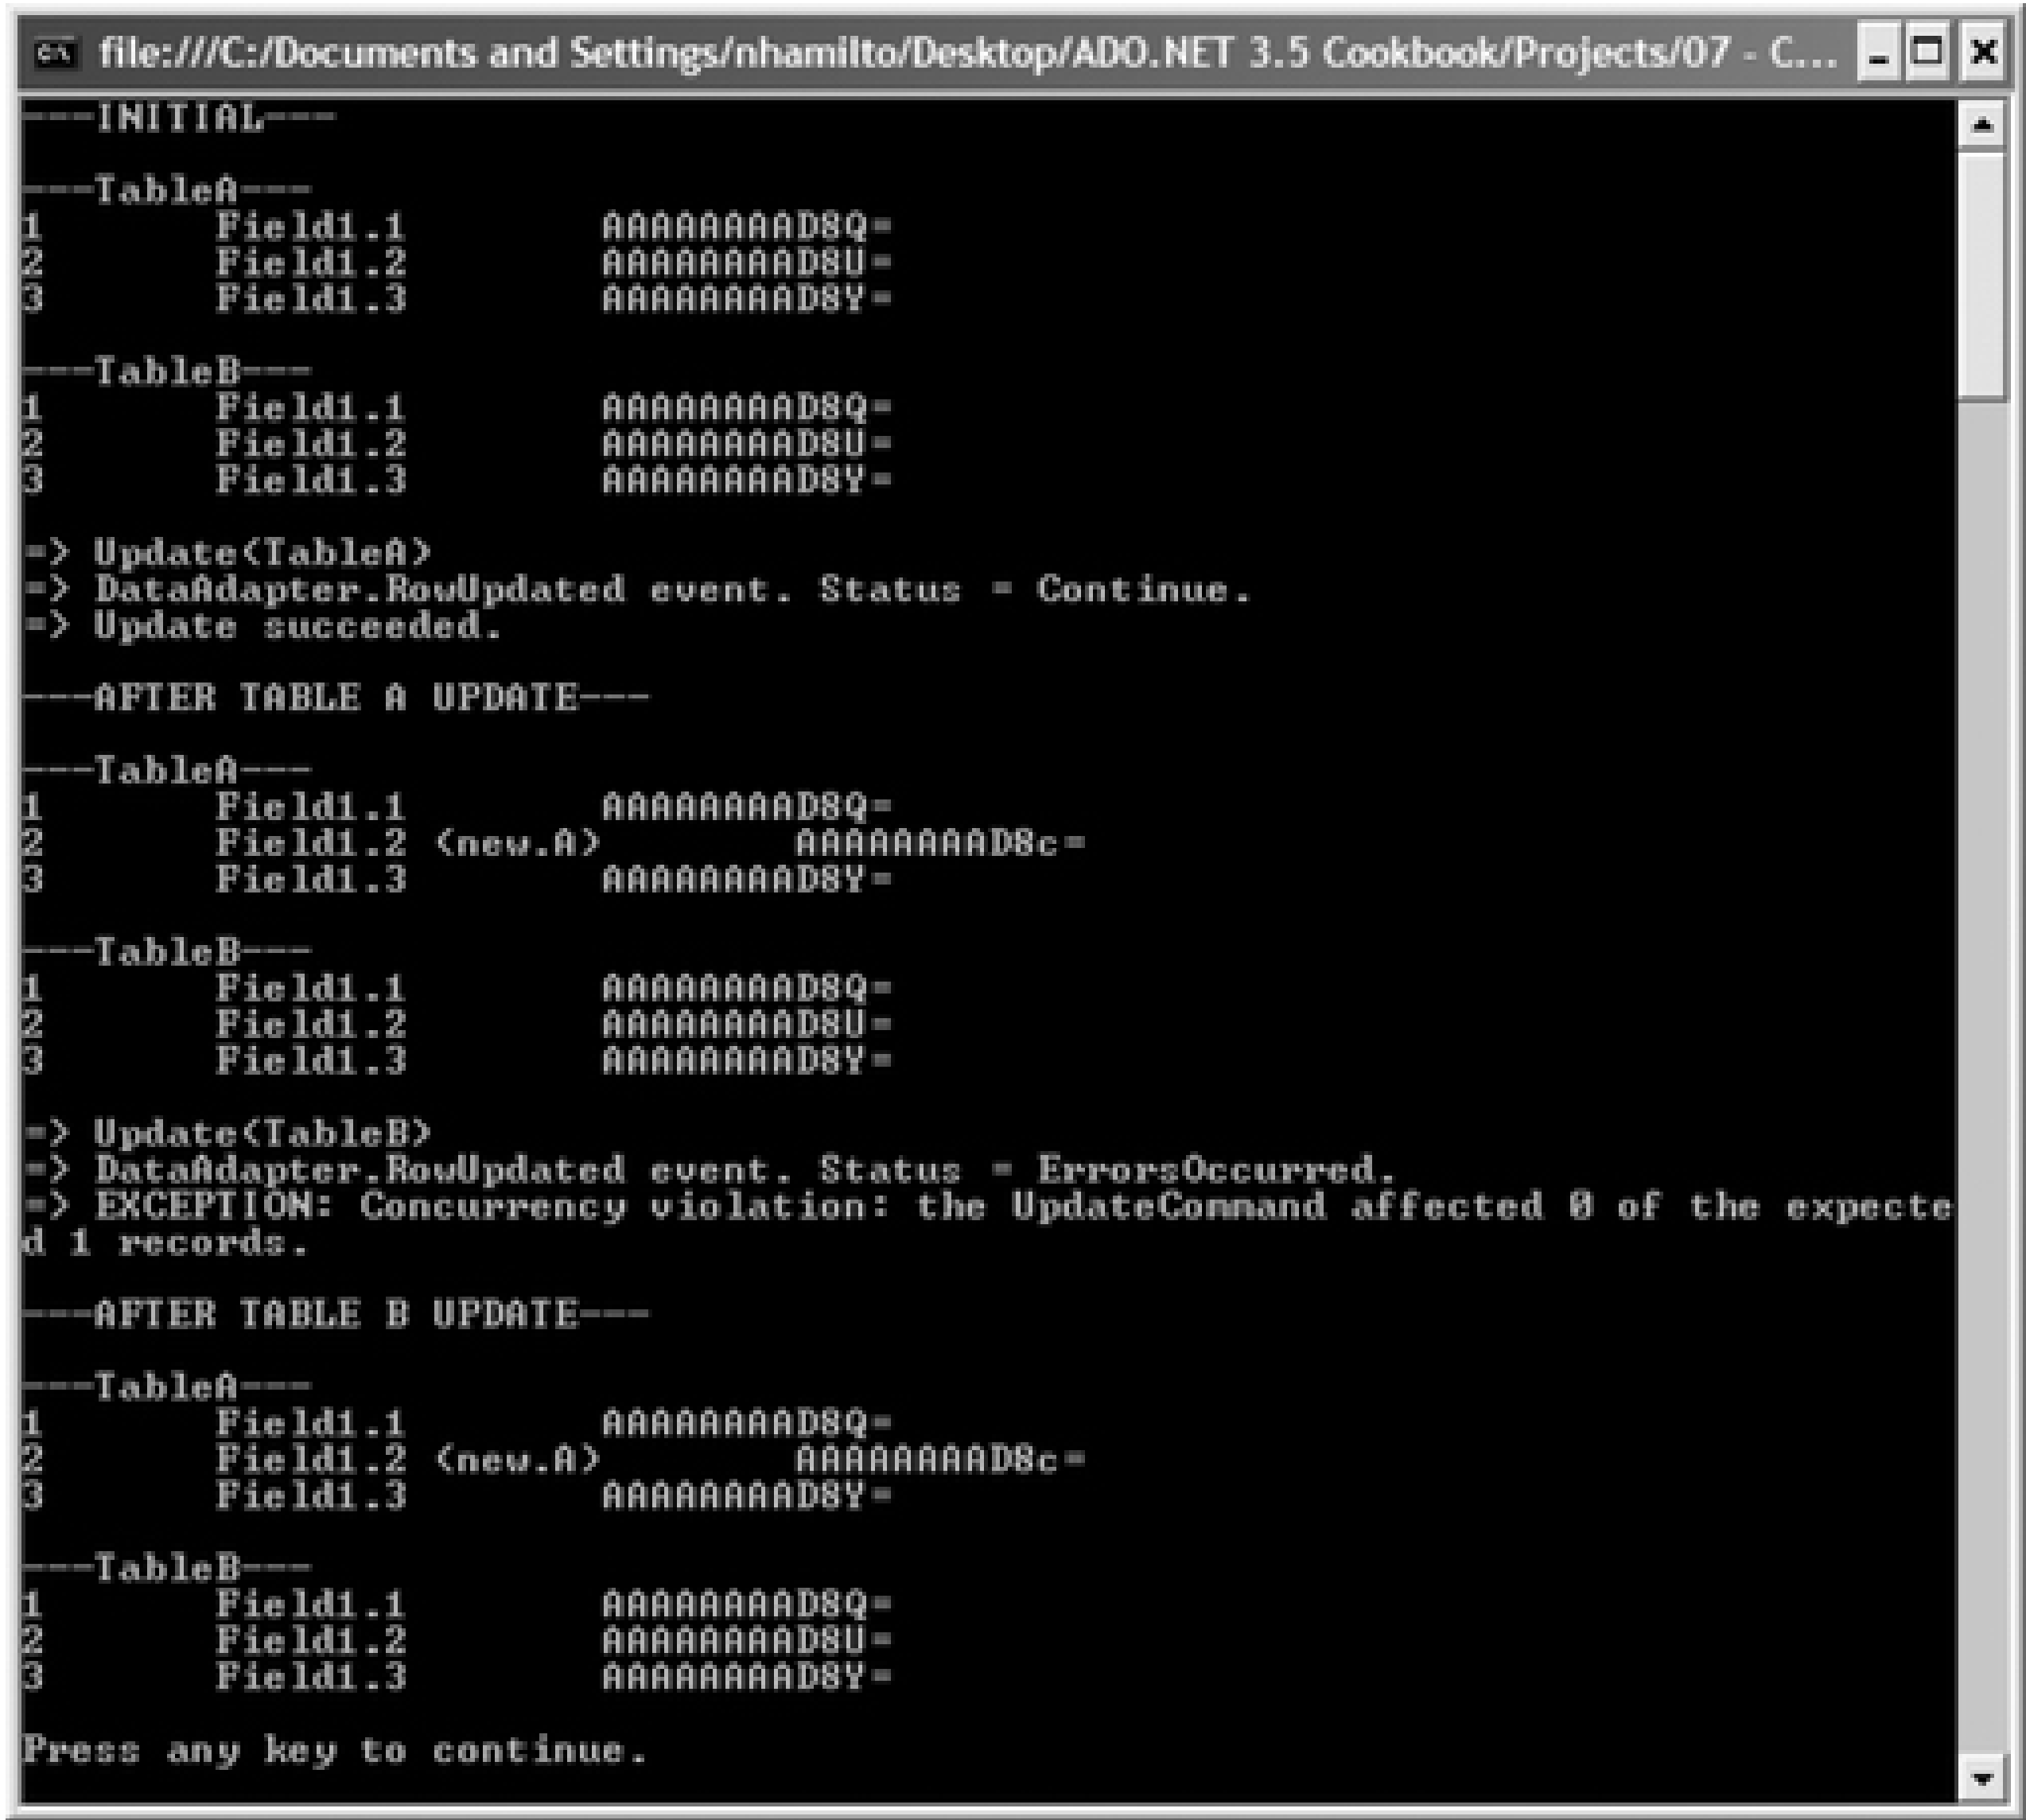 file:///C:/Documents and Settings/nhamilto/Desktop/ADO.NET 3.5 Cookbook/Projects/07 - C...
---INITIAL---
---TableA---
1 Field1.1 AAAAAAAAD8Q=
2 Field1.2 AAAAAAAAD8U=
3 Field1.3 AAAAAAAAD8Y=
---TableB---
1 Field1.1 AAAAAAAAD8Q=
2 Field1.2 AAAAAAAAD8U=
3 Field1.3 AAAAAAAAD8Y=
=> Update(TableA)
=> DataAdapter.RowUpdated event. Status = Continue.
=> Update succeeded.
---AFTER TABLE A UPDATE---
---TableA---
1 Field1.1 AAAAAAAAD8Q=
2 Field1.2 (new.A) AAAAAAAAD8c=
3 Field1.3 AAAAAAAAD8Y=
---TableB---
1 Field1.1 AAAAAAAAD8Q=
2 Field1.2 AAAAAAAAD8U=
3 Field1.3 AAAAAAAAD8Y=
=> Update(TableB)
=> DataAdapter.RowUpdated event. Status = ErrorsOccurred.
=> EXCEPTION: Concurrency violation: the UpdateCommand affected 0 of the expecte
d 1 records.
---AFTER TABLE B UPDATE---
---TableA---
1 Field1.1 AAAAAAAAD8Q=
2 Field1.2 (new.A) AAAAAAAAD8c=
3 Field1.3 AAAAAAAAD8Y=
---TableB---
1 Field1.1 AAAAAAAAD8Q=
2 Field1.2 AAAAAAAAD8U=
3 Field1.3 AAAAAAAAD8Y=
Press any key to continue.